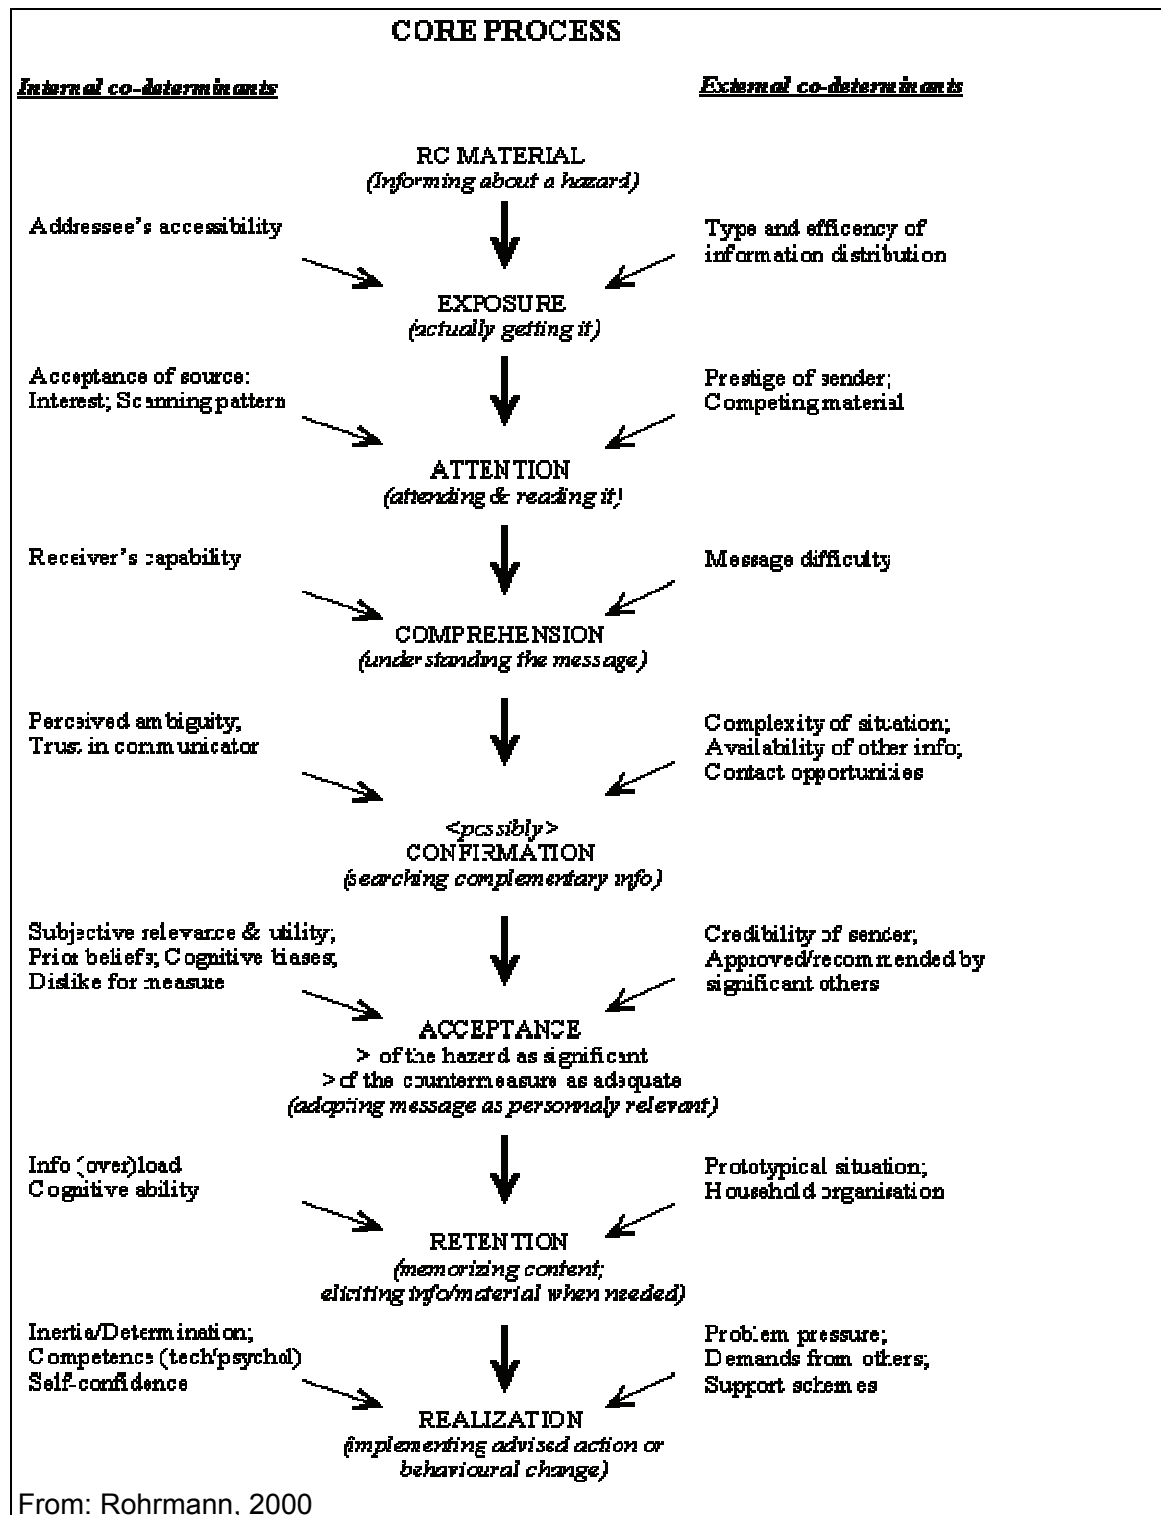 CORE PROCESS
Internal co-determinants
External co-determinants
RC MATERIAL
(Informing about a hazard)
Addressee's accessibility
Type and efficency of
information distribution
EXPOSURE
(actually getting it)
Acceptance of source:
Interest; Scanning pattern
Prestige of sender;
Competing material
ATTENTION
(attending & reading it)
Receiver's capability
Message difficulty
COMPREHENSION
(understanding the message)
Perceived ambiguity;
Trust in communicator
Complexity of situation;
Availability of other info;
Contact opportunities
<possibly>
CONFIRMATION
(searching complementary info)
Subjective relevance & utility;
Prior beliefs; Cognitive biases;
Dislike for measure
Credibility of sender;
Approved/recommended by
significant others
ACCEPTANCE
> of the hazard as significant
> of the countermeasure as adequate
(adopting message as personnaly relevant)
Info (over)load
Cognitive ability
Prototypical situation;
Household organisation
RETENTION
(memorizing content;
eliciting info/material when needed)
Inertia/Determination;
Competence (tech/psychol)
Self-confidence
Problem pressure;
Demands from others;
Support schemes
REALIZATION
(implementing advised action or
behavioural change)
From: Rohrmann, 2000